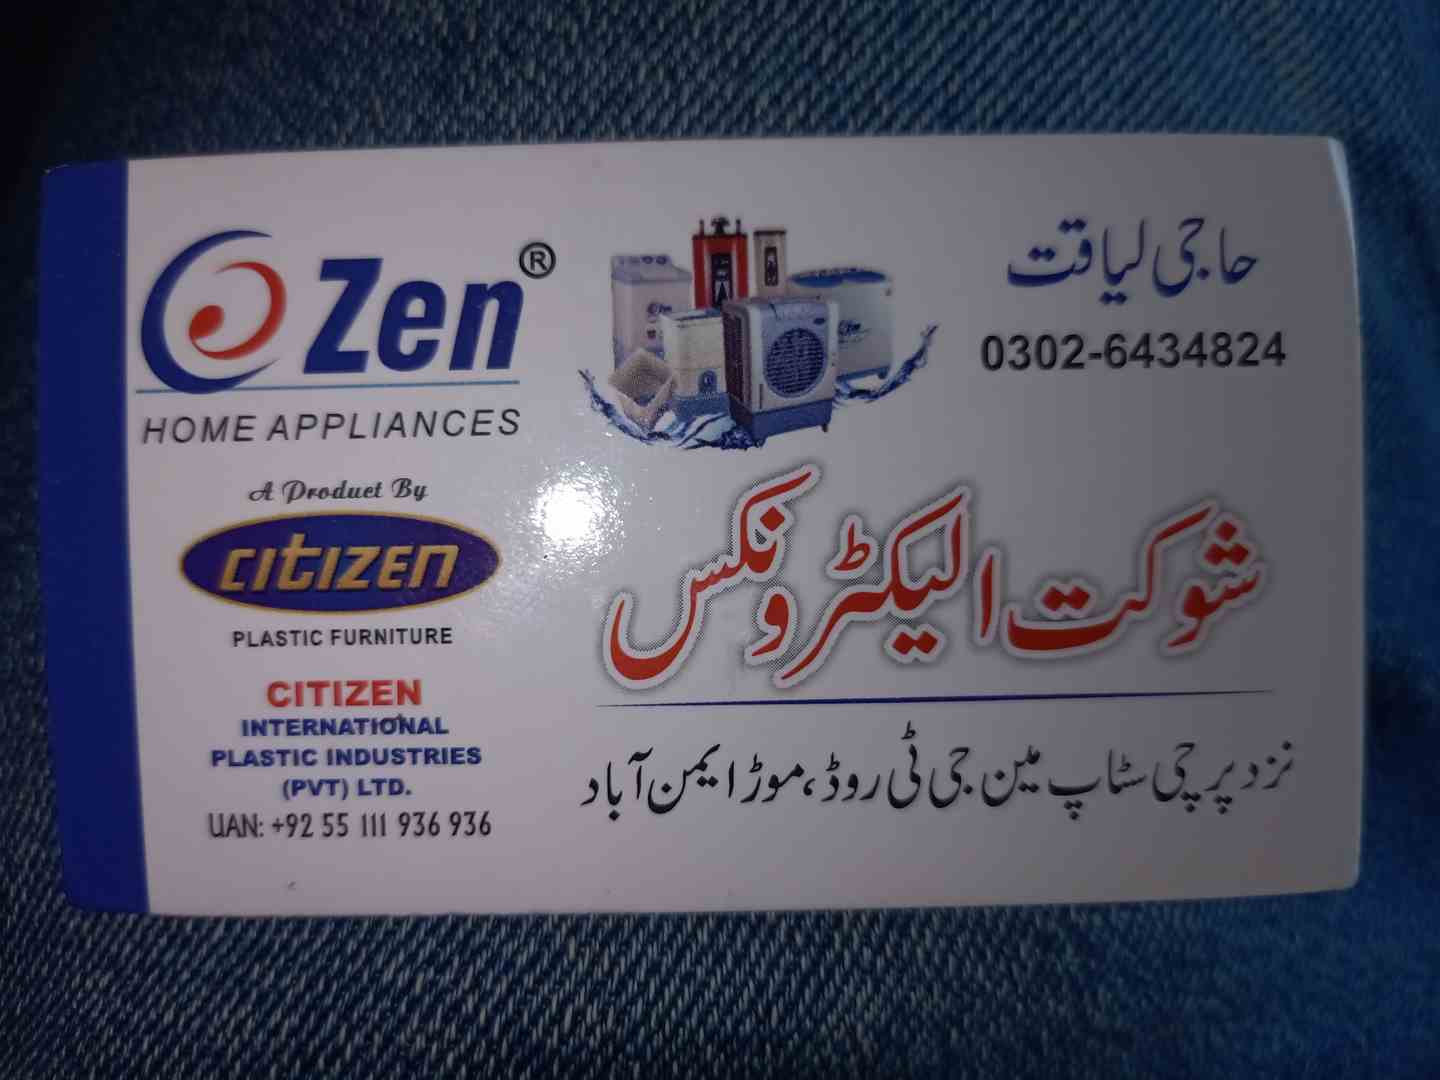 Zen®
HOME APPLIANCES
A Product By
CITIZEN
PLASTIC FURNITURE
CITIZEN
INTERNATIONAL
PLASTIC INDUSTRIES
(PVT) LTD.
UAN: +92 55 111 936 936
حاجی لیاقت
0302-6434824
شوکت الیکٹرونکس
نزد پرچی سٹاپ مین جی ٹی روڈ، موڑ ایمن آباد